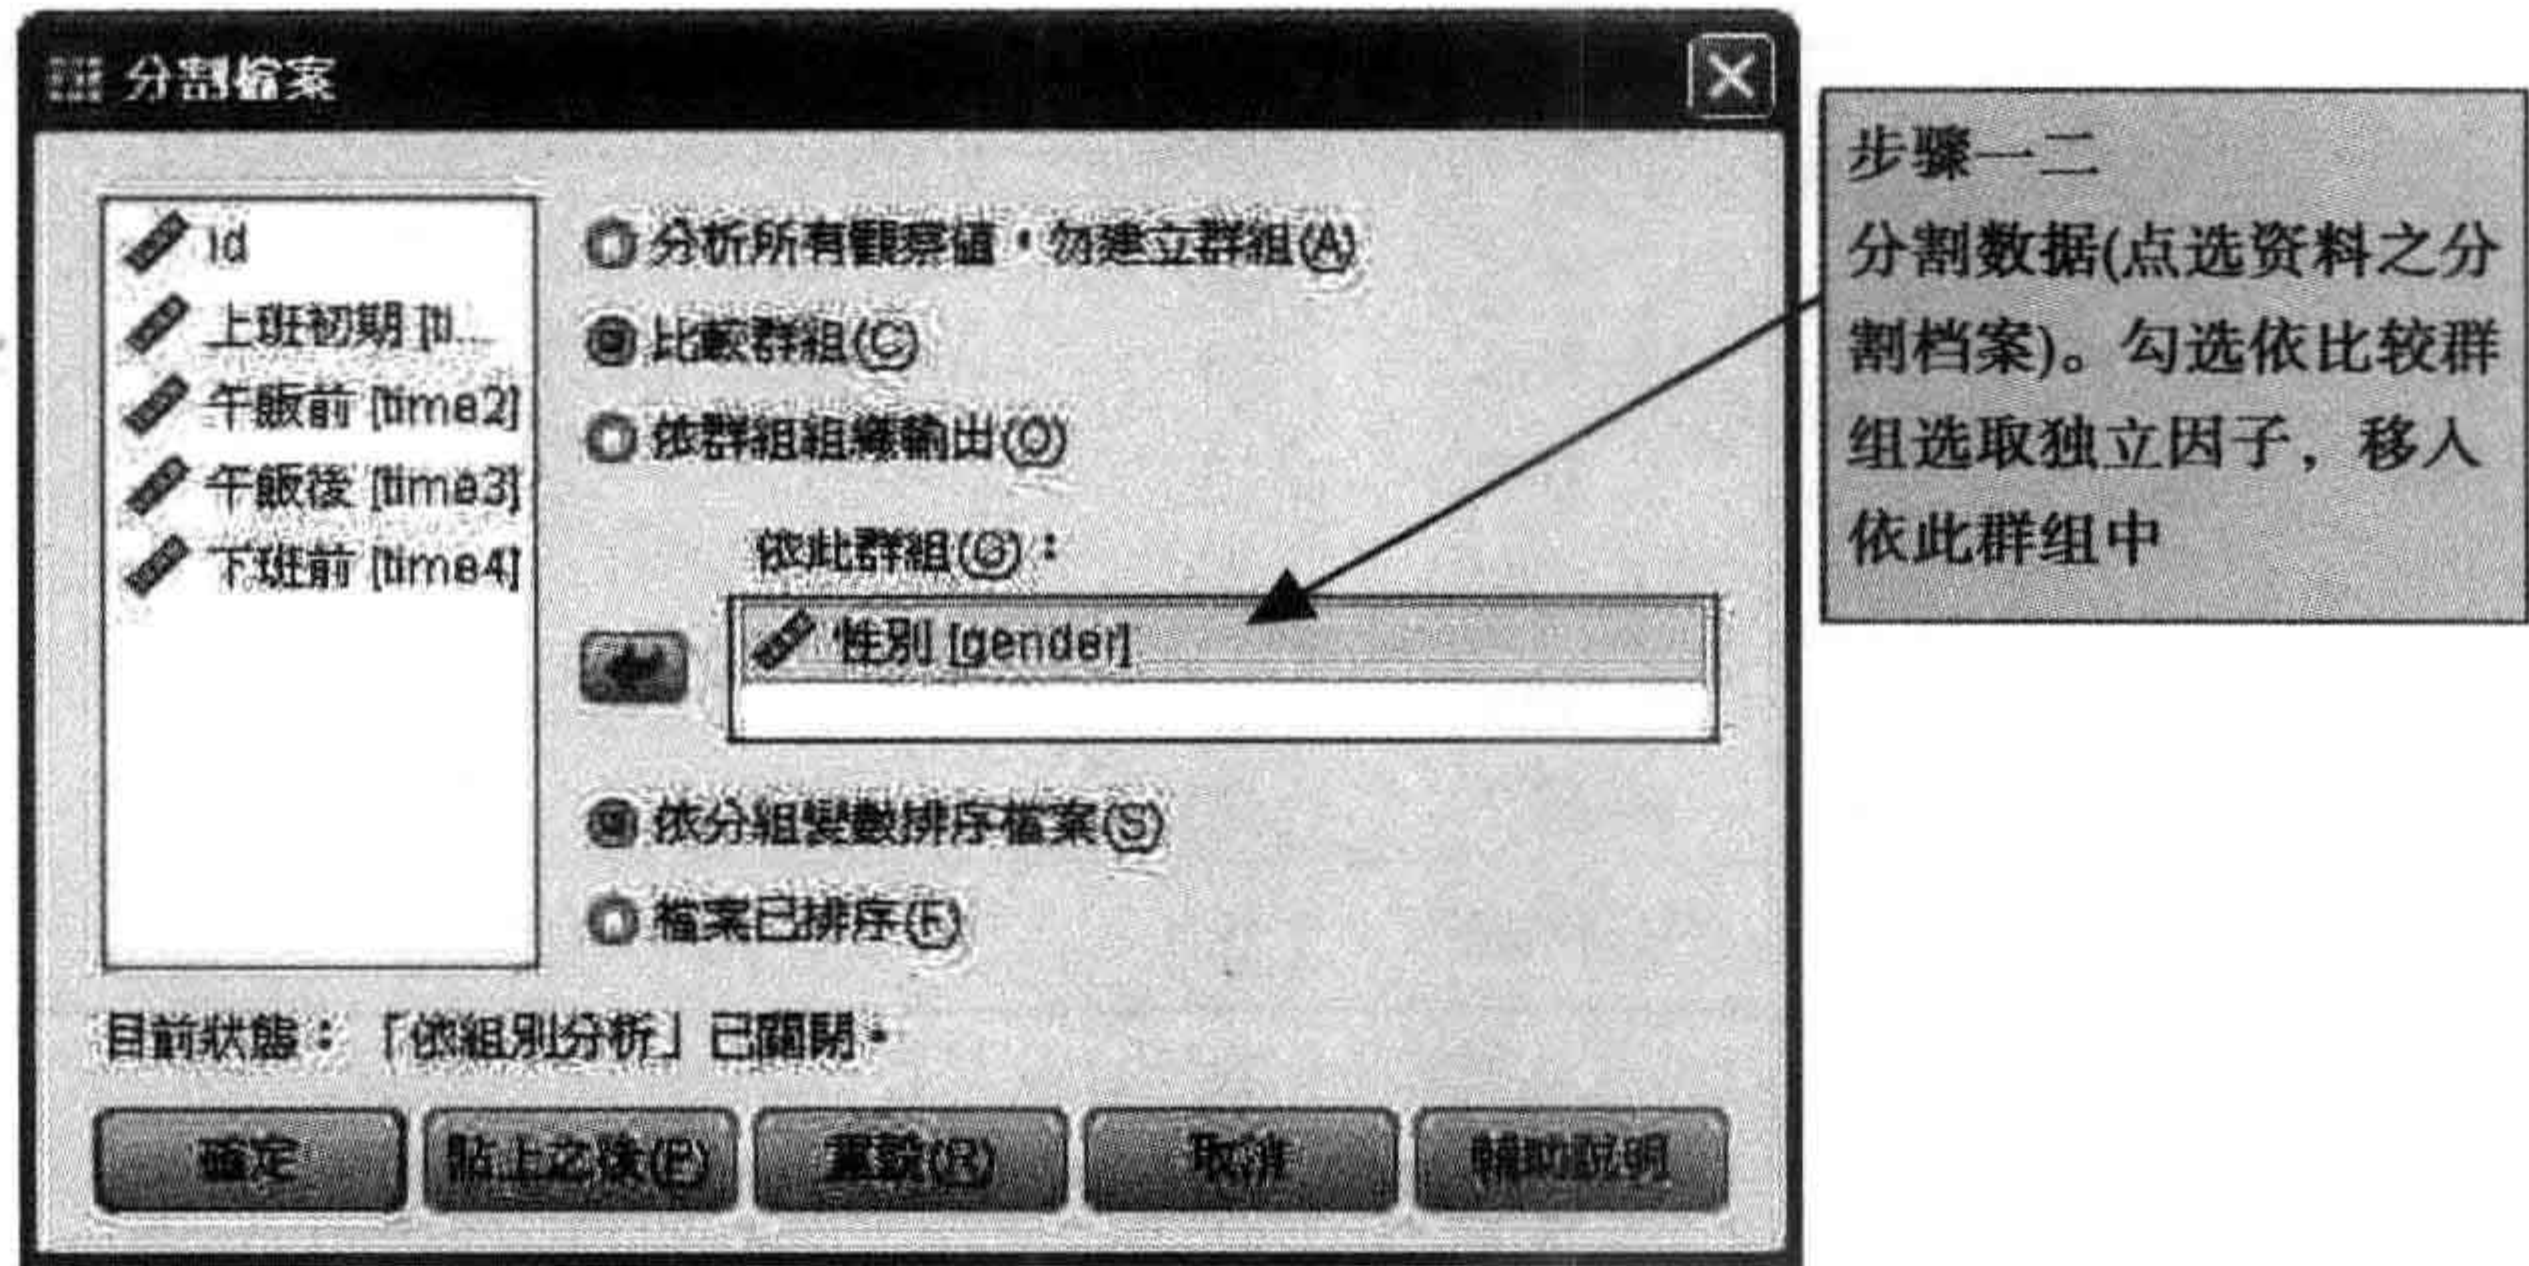 分割檔案
id
上班初期 [ti...
午飯前 [time2]
午飯後 [time3]
下班前 [time4]
分析所有觀察值，勿建立群組(A)
比較群組(C)
依群組組織輸出(O)
依此群組(G)：
性別 [gender]
依分組變數排序檔案(S)
檔案已排序(F)
目前狀態：「依組別分析」已關閉。
確定
貼上之後(P)
重設(R)
取消
輔助說明
步骤一二
分割数据(点选资料之分
割档案)。勾选依比较群
组选取独立因子，移入
依此群组中